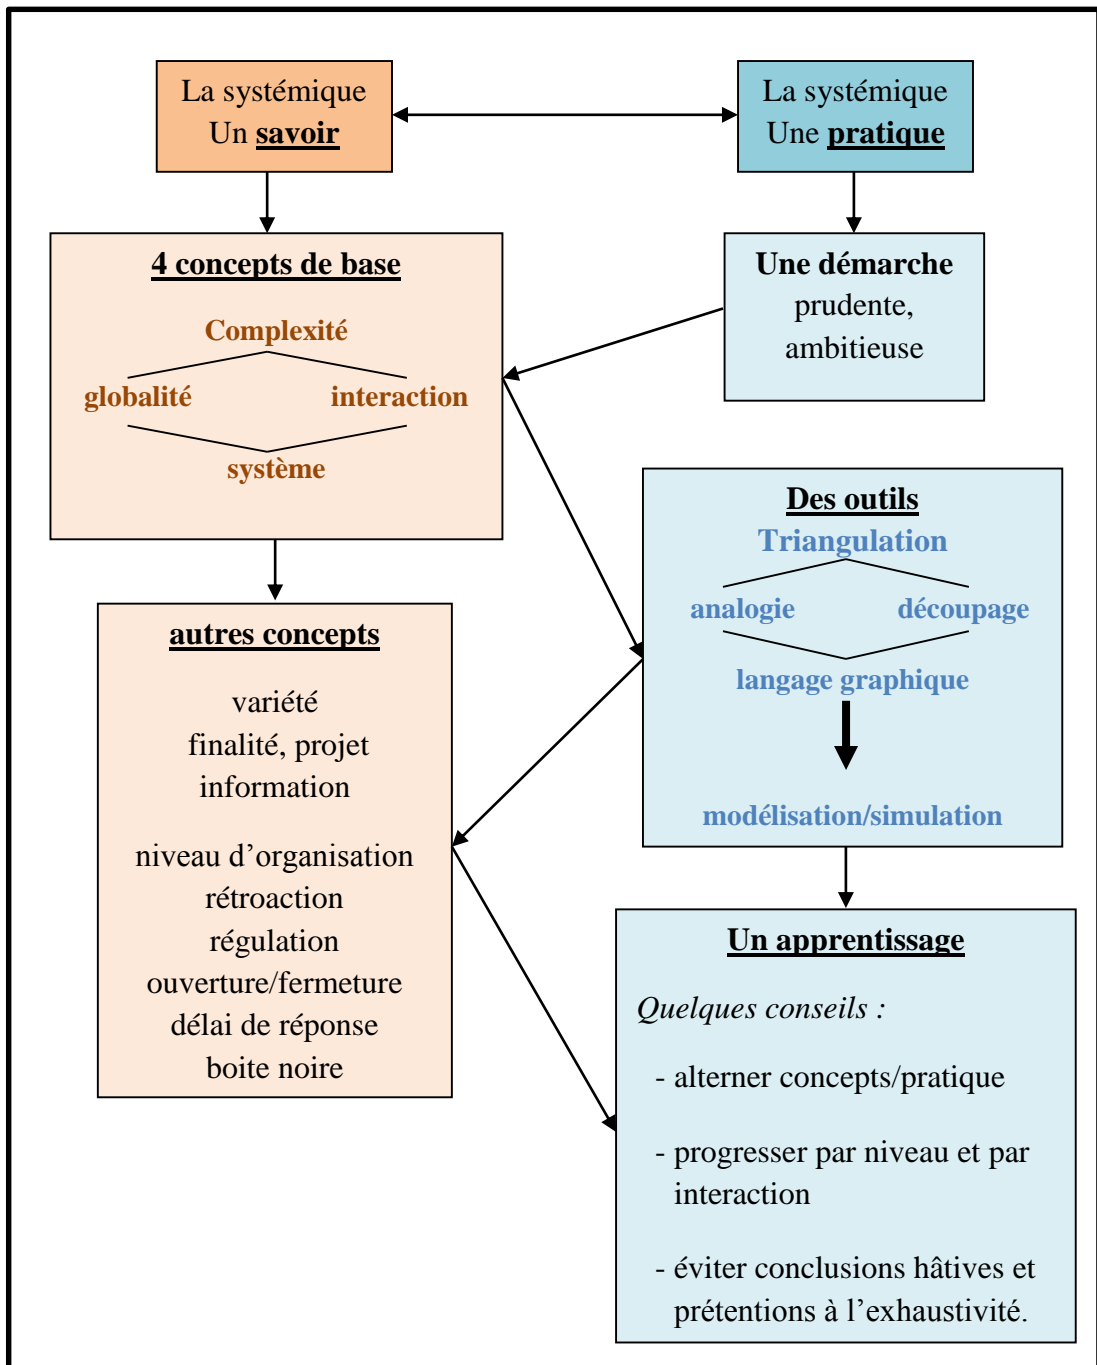 La systémique
Un savoir
La systémique
Une pratique
4 concepts de base
Complexité
globalité interaction
système
Une démarche
prudente,
ambitieuse
Des outils
Triangulation
analogie découpage
langage graphique
modélisation/simulation
autres concepts
variété
finalité, projet
information
niveau d’organisation
rétroaction
régulation
ouverture/fermeture
délai de réponse
boite noire
Un apprentissage
Quelques conseils :
- alterner concepts/pratique
- progresser par niveau et par
interaction
- éviter conclusions hâtives et
prétentions à l’exhaustivité.